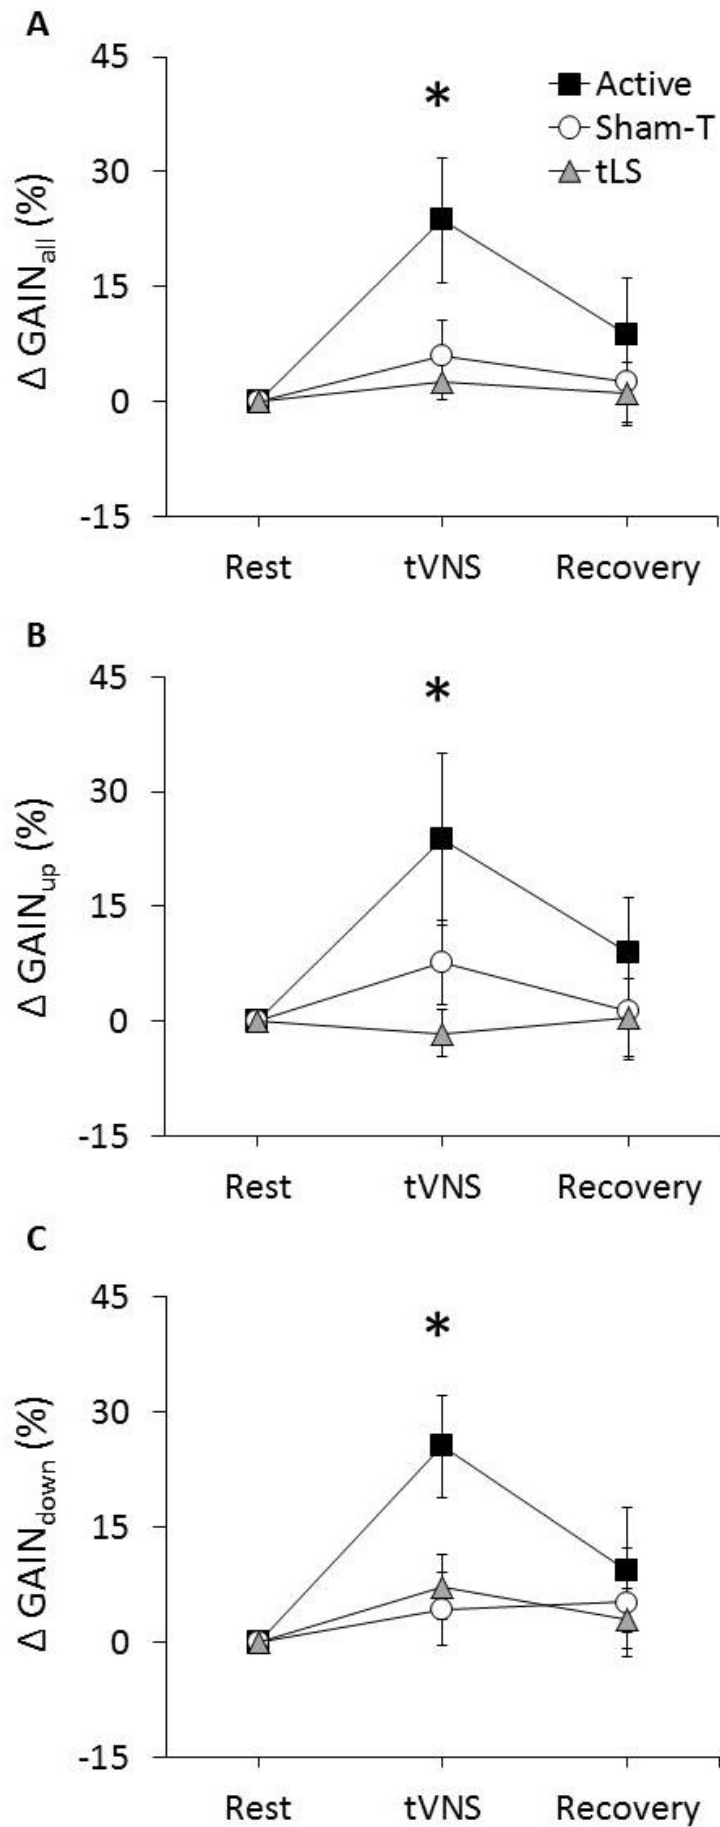 A
45
*
Active
30
Sham-T
tLS
Δ GAINall (%)
15
0
-15
Rest tVNS Recovery
B
45
*
30
Δ GAINup (%)
15
0
-15
Rest tVNS Recovery
C
45
*
30
Δ GAINdown (%)
15
0
-15
Rest tVNS Recovery